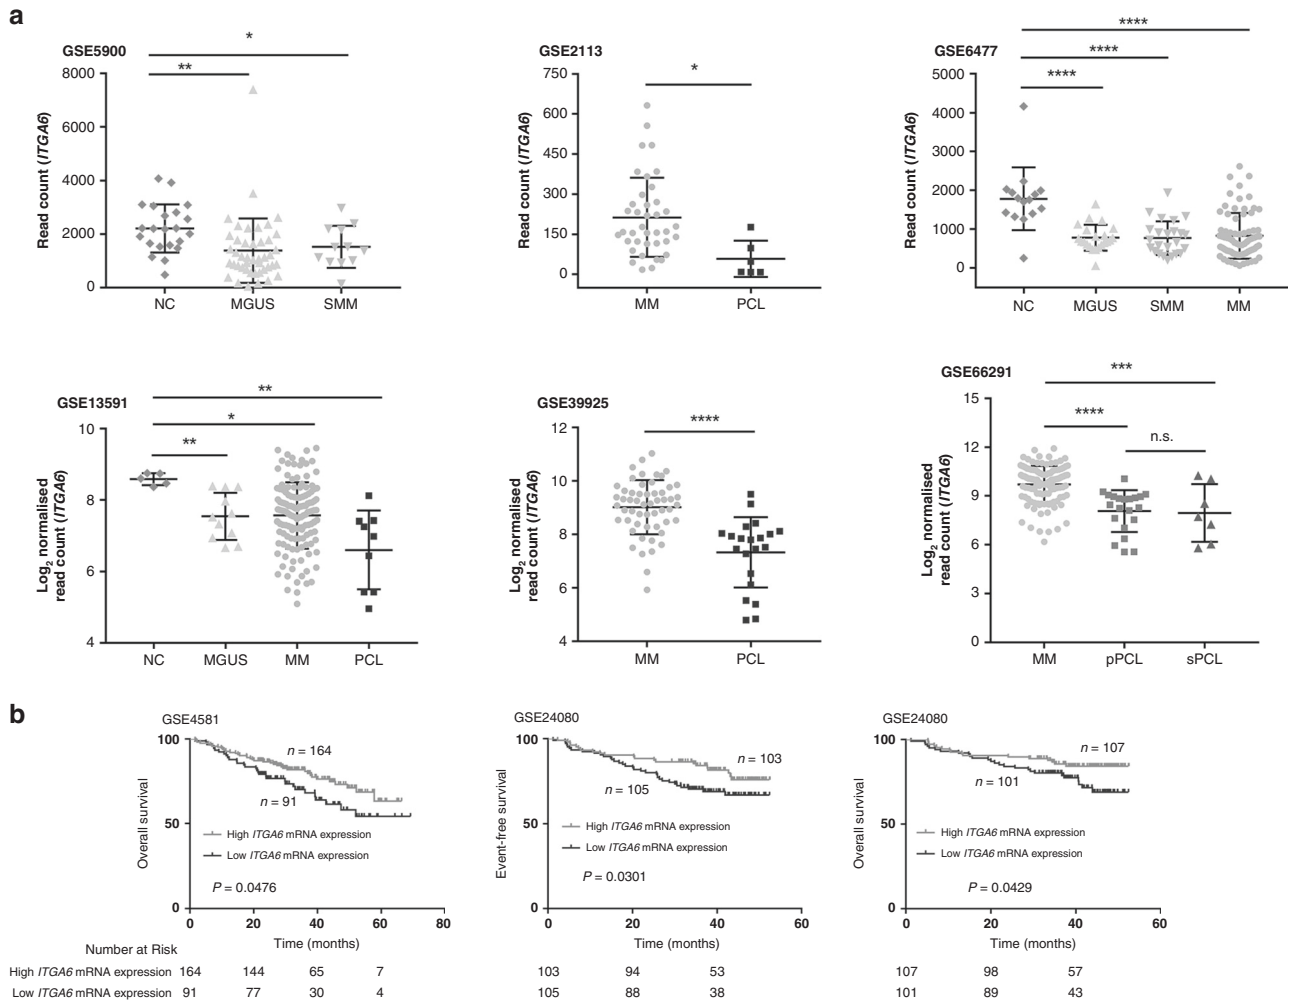 a
GSE5900
Read count (ITGA6)
8000
6000
4000
2000
0
*
**
NC MGUS SMM
GSE2113
Read count (ITGA6)
750
600
450
300
150
0
*
MM PCL
GSE6477
Read count (ITGA6)
5000
4000
3000
2000
1000
0
****
****
****
NC MGUS SMM MM
GSE13591
Log2 normalised
read count (ITGA6)
10
8
6
4
**
*
**
NC MGUS MM PCL
GSE39925
Log2 normalised
read count (ITGA6)
12
10
8
6
4
****
MM PCL
GSE66291
Log2 normalised
read count (ITGA6)
15
12
9
6
3
0
***
****
n.s.
MM pPCL sPCL
b
GSE4581
Overall survival
100
50
0
n = 164
n = 91
High ITGA6 mRNA expression
Low ITGA6 mRNA expression
P = 0.0476
0 20 40 60 80
Time (months)
GSE24080
Event-free survival
100
50
0
n = 103
n = 105
High ITGA6 mRNA expression
Low ITGA6 mRNA expression
P = 0.0301
0 20 40 60
Time (months)
GSE24080
Overall survival
100
50
0
n = 107
n = 101
High ITGA6 mRNA expression
Low ITGA6 mRNA expression
P = 0.0429
0 20 40 60
Time (months)
Number at Risk
High ITGA6 mRNA expression 164 144 65 7 103 94 53 107 98 57
Low ITGA6 mRNA expression 91 77 30 4 105 88 38 101 89 43